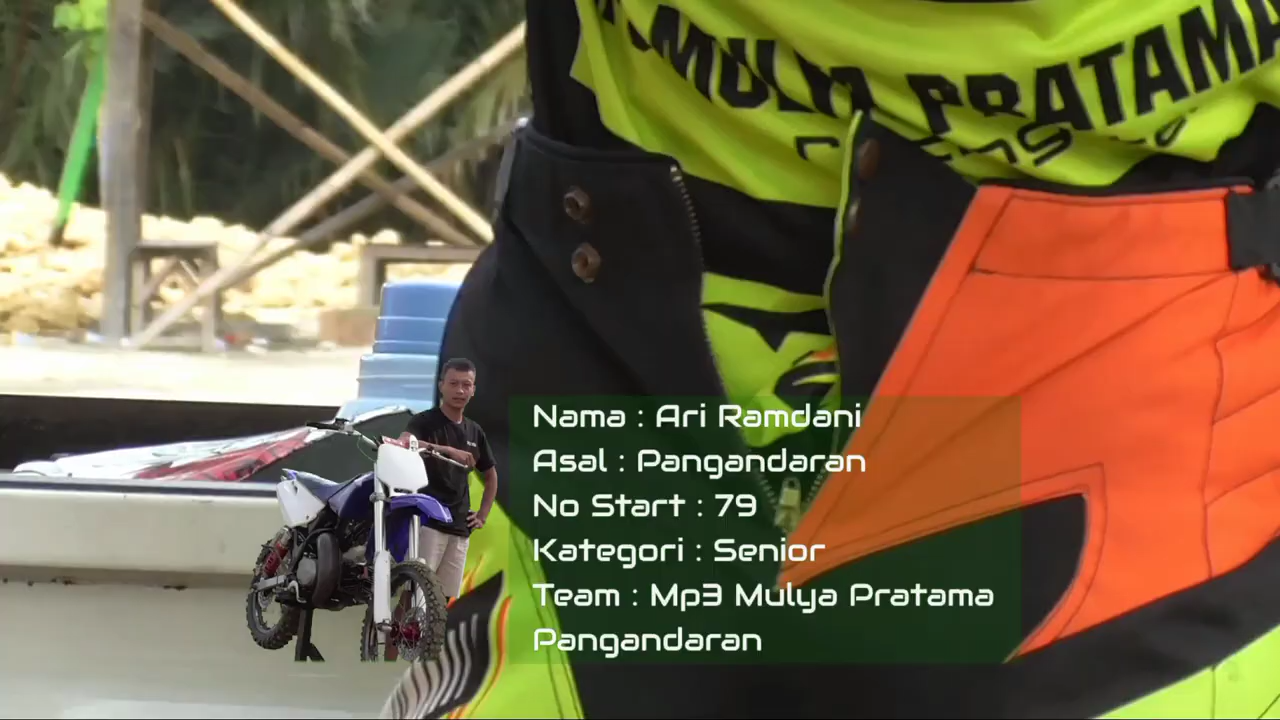 MULYA PRATAMA
Nama : Ari Ramdani
Asal : Pangandaran
No Start : 79
Kategori : Senior
Team : Mp3 Mulya Pratama
Pangandaran